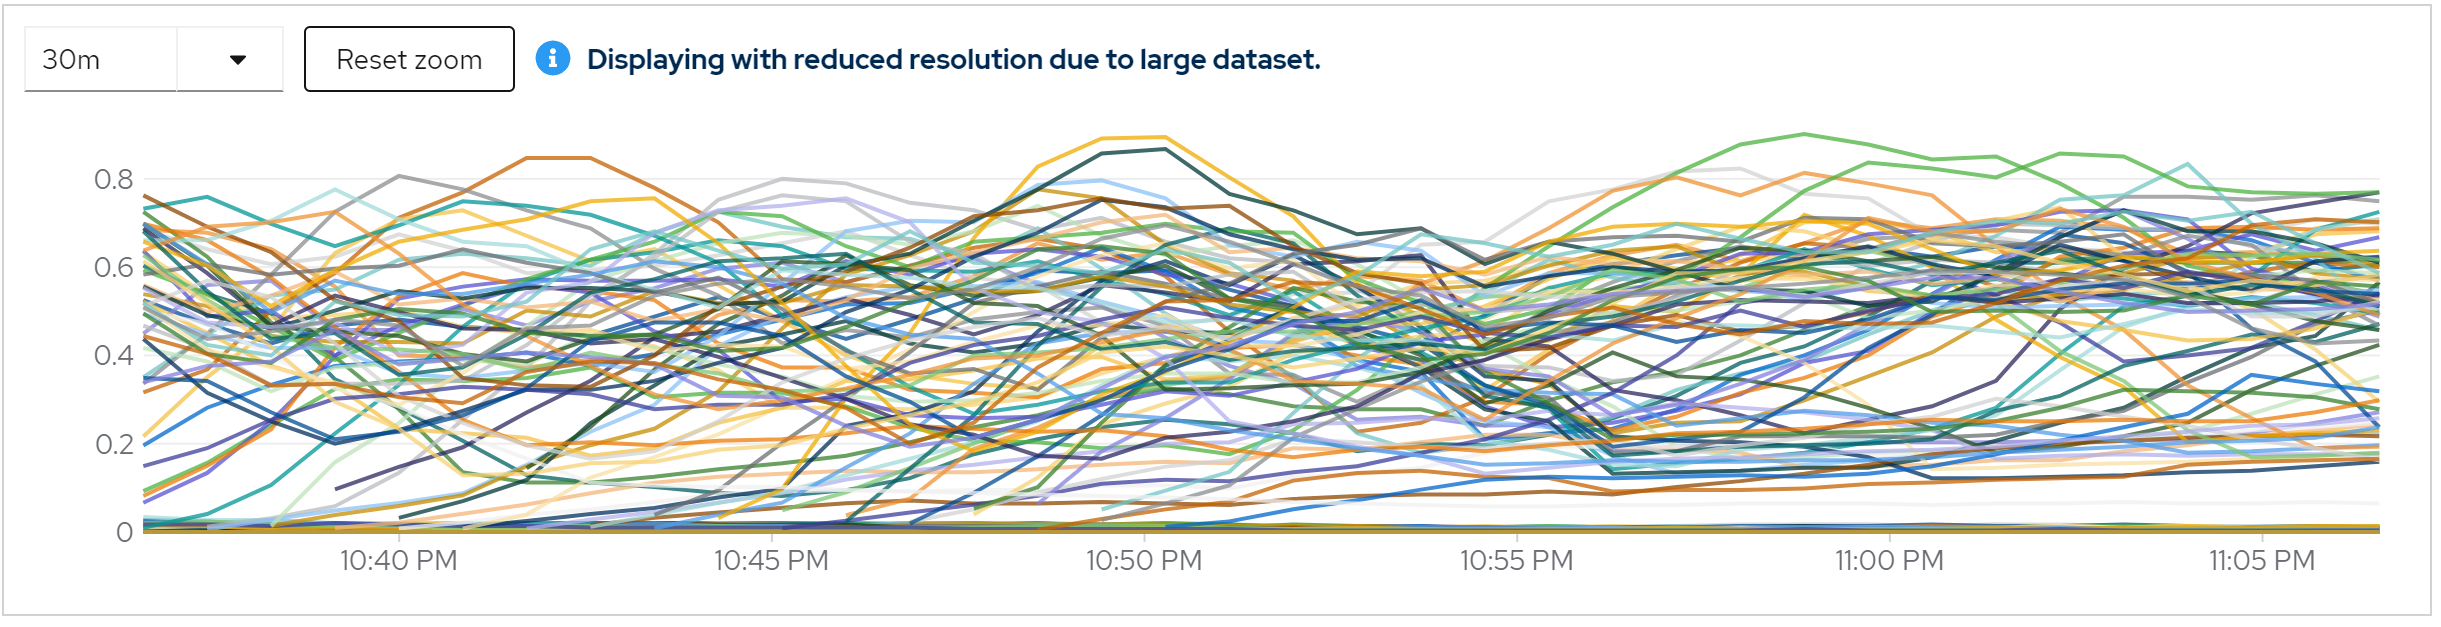 30m
Reset zoom
Displaying with reduced resolution due to large dataset.
0.8
0.6
0.4
0.2
0
10:40 PM
10:45 PM
10:50 PM
10:55 PM
11:00 PM
11:05 PM